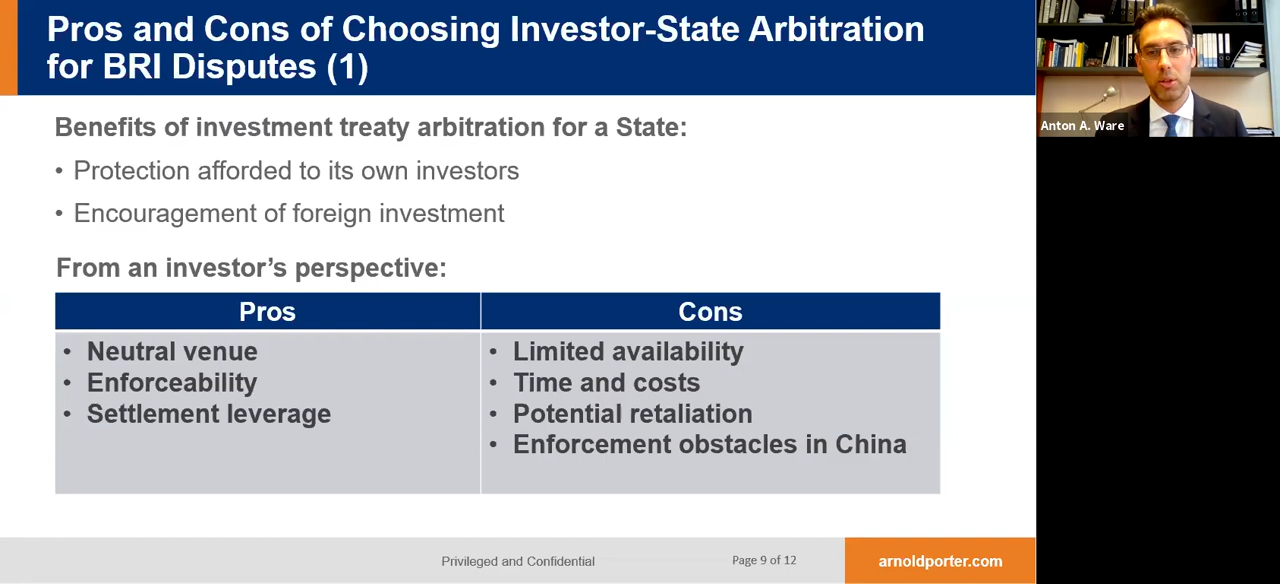 Pros and Cons of Choosing Investor-State Arbitration
for BRI Disputes (1)
Anton A. Ware
Benefits of investment treaty arbitration for a State:
• Protection afforded to its own investors
• Encouragement of foreign investment
From an investor's perspective:
Pros
• Neutral venue
• Enforceability
• Settlement leverage
Cons
• Limited availability
• Time and costs
• Potential retaliation
• Enforcement obstacles in China
Privileged and Confidential
Page 9 of 12
arnoldporter.com